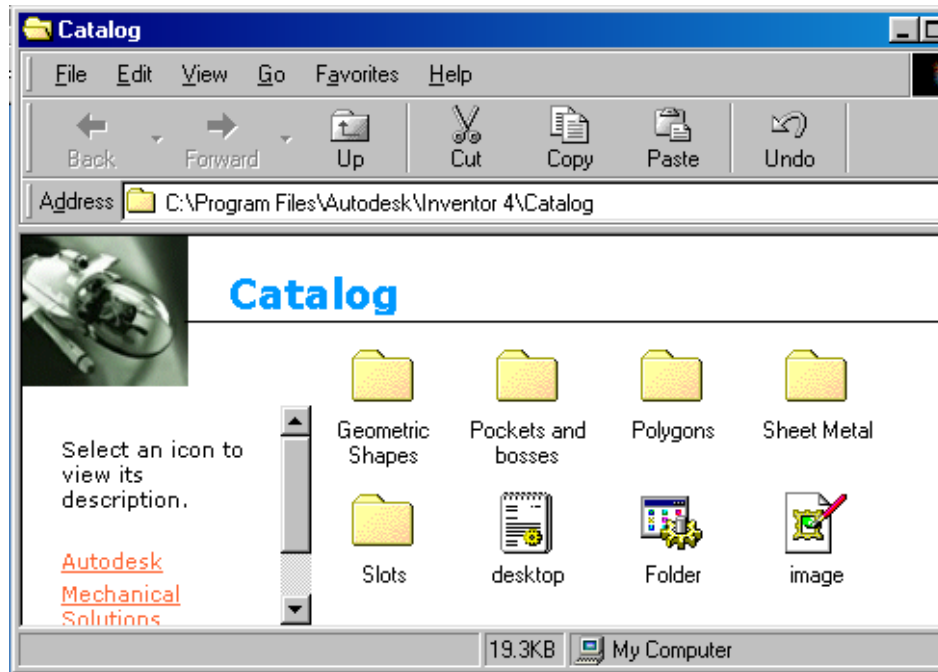 Catalog
File Edit View Go Favorites Help
Back Forward Up Cut Copy Paste Undo
Address C:\Program Files\Autodesk\Inventor 4\Catalog
Catalog
Select an icon to
view its
description.
Autodesk
Mechanical
Solutions
Geometric
Shapes
Pockets and
bosses
Polygons
Sheet Metal
Slots
desktop
Folder
image
19.3KB My Computer